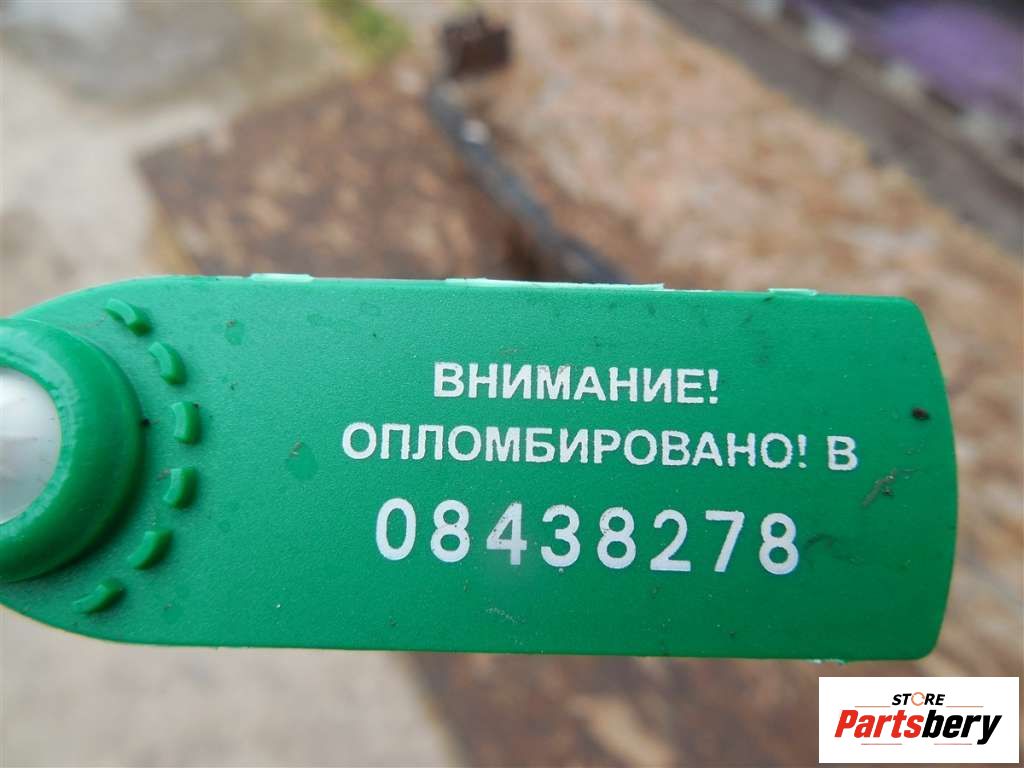 ВНИМАНИЕ!
ОПЛОМБИРОВАНО! В
08438278
STORE
Partsbery